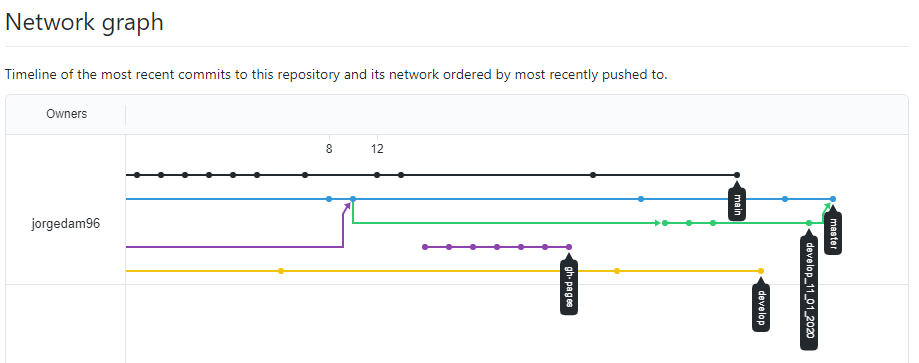 Network graph
Timeline of the most recent commits to this repository and its network ordered by most recently pushed to.
Owners
8 12
jorgedam96
main
master
develop_11_01_2020
gh-pages
develop